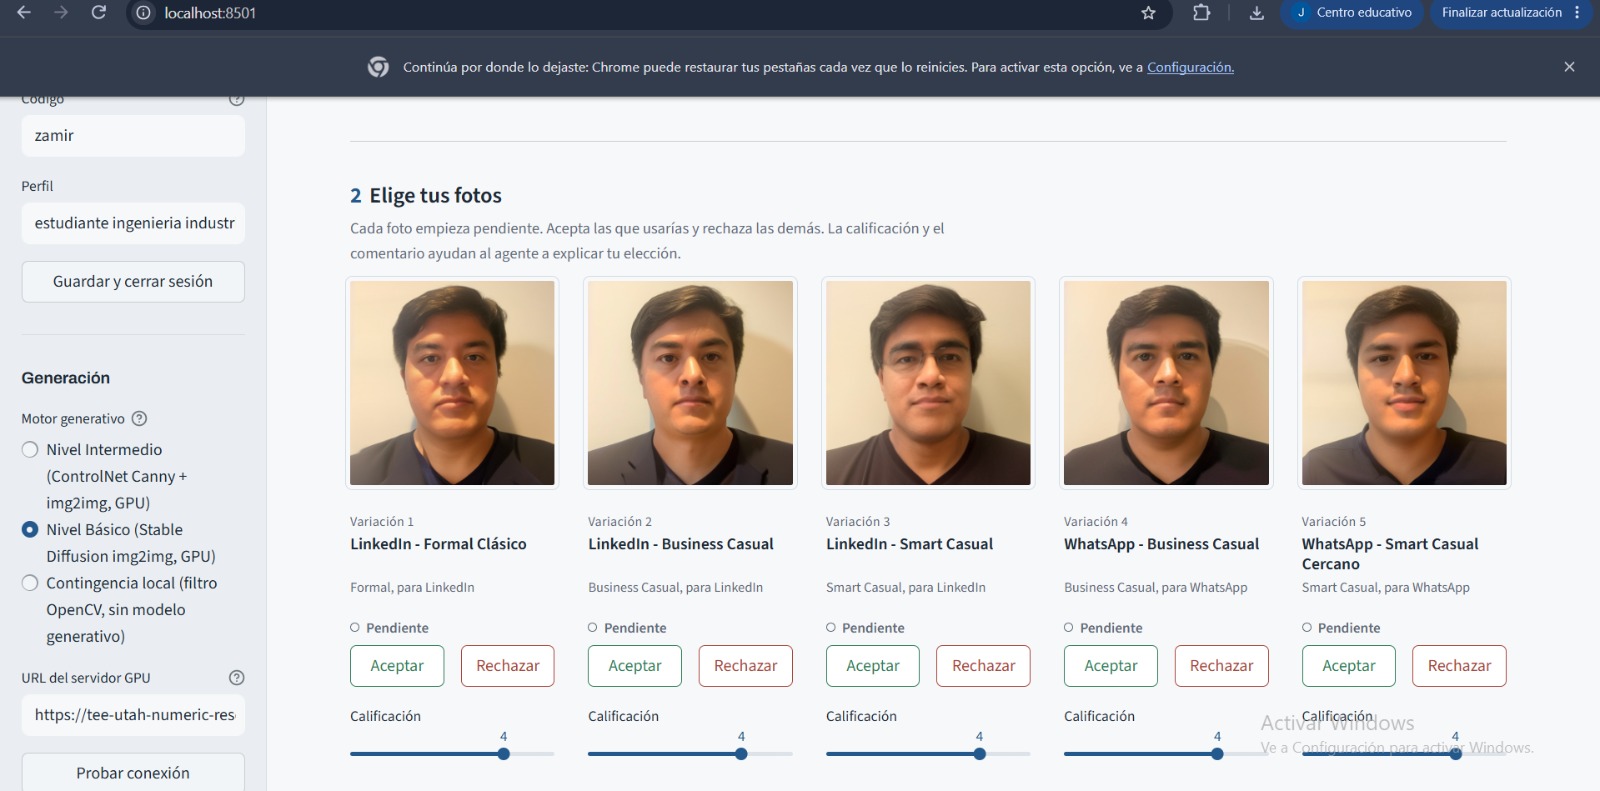 localhost:8501
J Centro educativo
Finalizar actualización
Continúa por donde lo dejaste: Chrome puede restaurar tus pestañas cada vez que lo reinicies. Para activar esta opción, ve a Configuración.
Código
zamir
Perfil
estudiante ingenieria industr
Guardar y cerrar sesión
Generación
Motor generativo
Nivel Intermedio
(ControlNet Canny +
img2img, GPU)
Nivel Básico (Stable
Diffusion img2img, GPU)
Contingencia local (filtro
OpenCV, sin modelo
generativo)
URL del servidor GPU
https://tee-utah-numeric-res
Probar conexión
2 Elige tus fotos
Cada foto empieza pendiente. Acepta las que usarías y rechaza las demás. La calificación y el
comentario ayudan al agente a explicar tu elección.
Variación 1
LinkedIn - Formal Clásico
Formal, para LinkedIn
Pendiente
Aceptar
Rechazar
Calificación
4
Variación 2
LinkedIn - Business Casual
Business Casual, para LinkedIn
Pendiente
Aceptar
Rechazar
Calificación
4
Variación 3
LinkedIn - Smart Casual
Smart Casual, para LinkedIn
Pendiente
Aceptar
Rechazar
Calificación
4
Variación 4
WhatsApp - Business Casual
Business Casual, para WhatsApp
Pendiente
Aceptar
Rechazar
Calificación
4
Variación 5
WhatsApp - Smart Casual
Cercano
Smart Casual, para WhatsApp
Pendiente
Aceptar
Rechazar
Calificación
4
Activar Windows
Ve a Configuración para activar Windows.